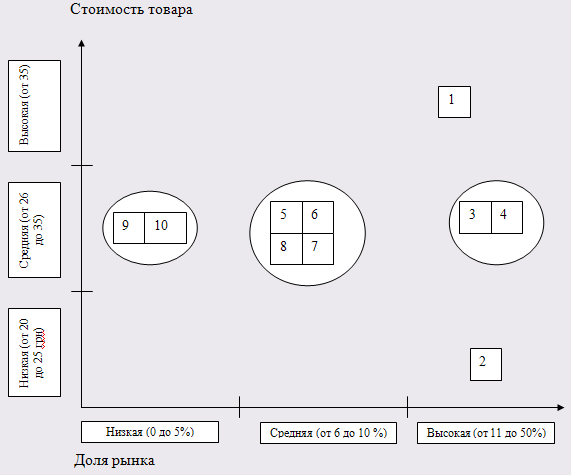 Стоимость товара
Высокая (от 35)
1
Средняя (от 26
до 35)
9 10
5 6
8 7
3 4
Низкая (от 20
до 25 грн)
2
Низкая (0 до 5%)
Средняя (от 6 до 10 %)
Высокая (от 11 до 50%)
Доля рынка